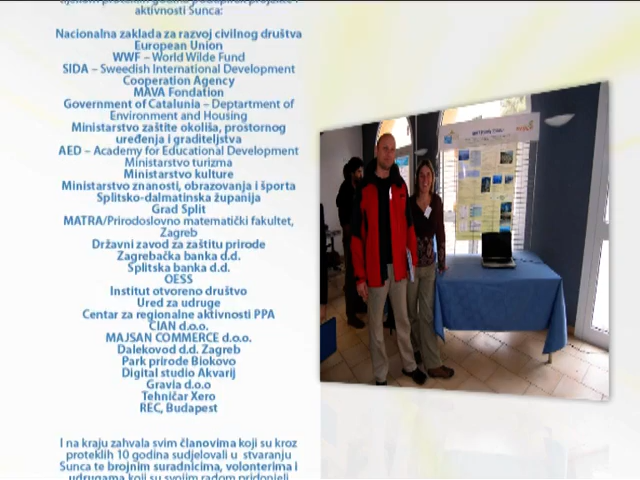 aktivnosti Sunca:
Nacionalna zaklada za razvoj civilnog društva
European Union
WWF – World Wilde Fund
SIDA – Sweedish International Development
Cooperation Agency
MAVA Fondation
Government of Catalunia – Deptartment of
Environment and Housing
Ministarstvo zaštite okoliša, prostornog
uređenja i graditeljstva
AED – Academy for Educational Development
Ministarstvo turizma
Ministarstvo kulture
Ministarstvo znanosti, obrazovanja i športa
Splitsko-dalmatinska županija
Grad Split
MATRA/Prirodoslovno matematički fakultet,
Zagreb
Državni zavod za zaštitu prirode
Zagrebačka banka d.d.
Splitska banka d.d.
OESS
Institut otvoreno društvo
Ured za udruge
Centar za regionalne aktivnosti PPA
CIAN d.o.o.
MAJSAN COMMERCE d.o.o.
Dalekovod d.d. Zagreb
Park prirode Biokovo
Digital studio Akvarij
Gravia d.o.o
Tehničar Xero
REC, Budapest
I na kraju zahvala svim članovima koji su kroz
proteklih 10 godina sudjelovali u stvaranju
Sunca te brojnim suradnicima, volonterima i
udrugama koji su svojim radom pridonjeli